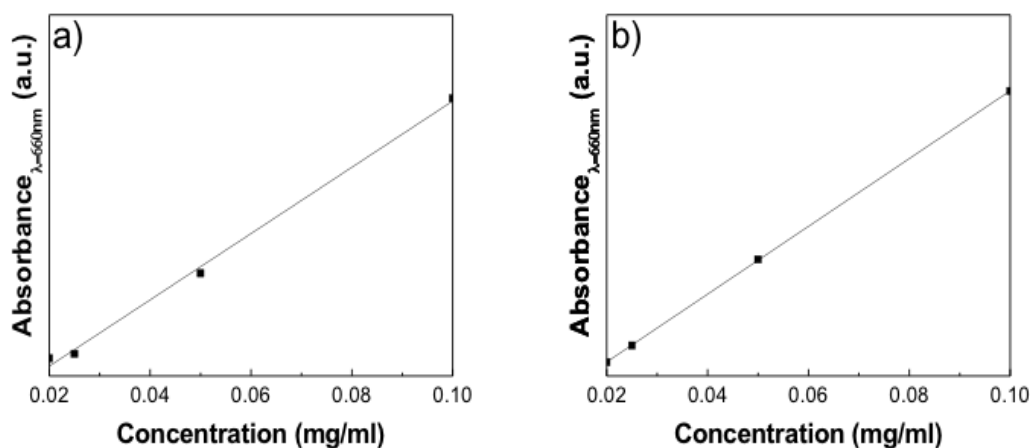 a)
Absorbance λ=660nm (a.u.)
0.02 0.04 0.06 0.08 0.10
Concentration (mg/ml)
b)
Absorbance λ=660nm (a.u.)
0.02 0.04 0.06 0.08 0.10
Concentration (mg/ml)